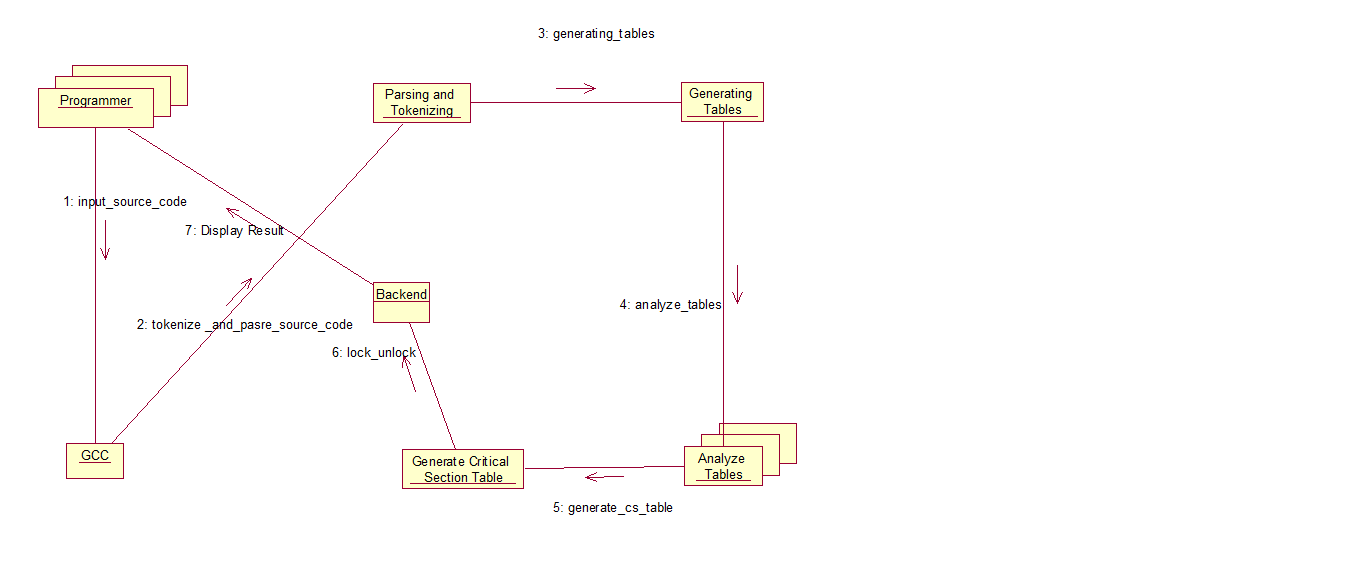 3: generating_tables
Programmer
Parsing and
Tokenizing
Generating
Tables
1: input_source_code
7: Display Result
Backend
4: analyze_tables
2: tokenize _and_pasre_source_code
6: lock_unlock
GCC
Generate Critical
Section Table
Analyze
Tables
5: generate_cs_table